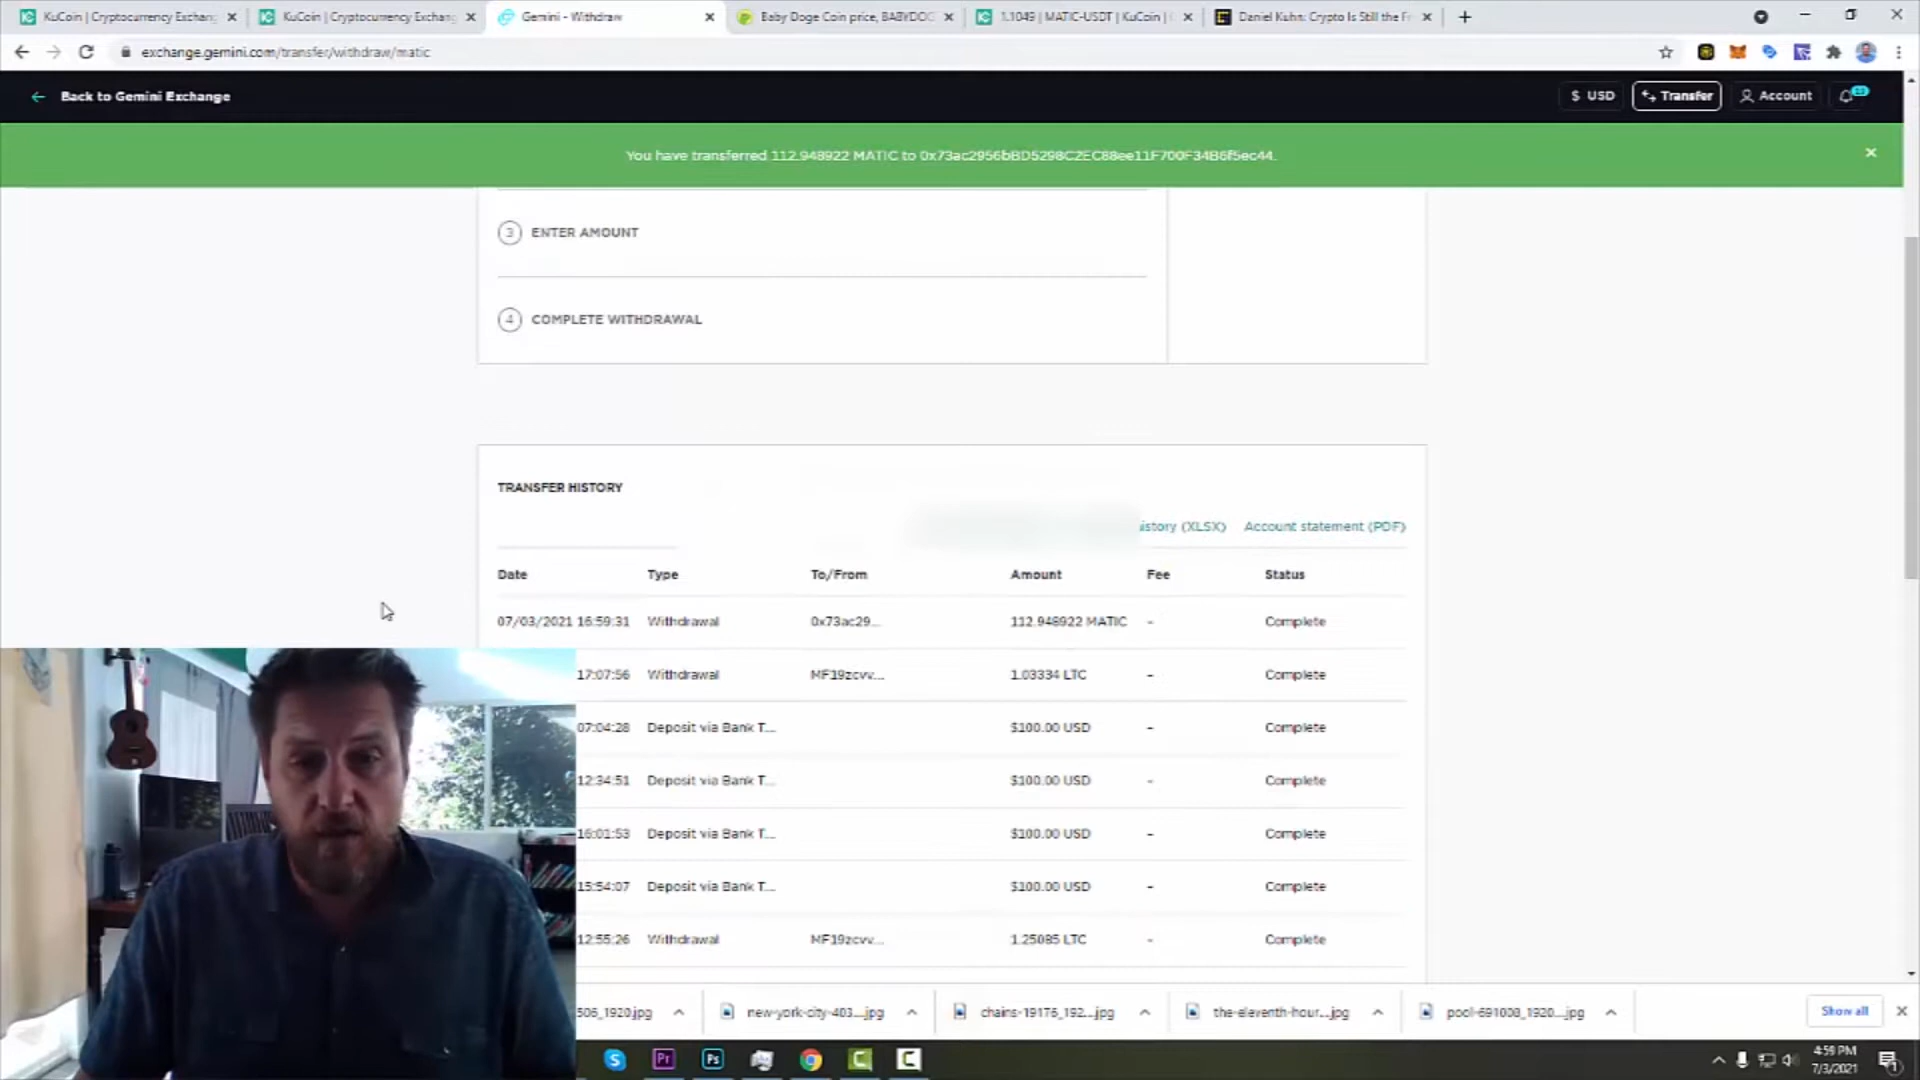 KuCoin | Cryptocurrency Exchang
KuCoin | Cryptocurrency Exchang
Gemini - Withdraw
Baby Doge Coin price, BABYDOC
1.1049 | MATIC-USDT | KuCoin |
Daniel Kuhn: Crypto Is Still the F
exchange.gemini.com/transfer/withdraw/matic
Back to Gemini Exchange
$ USD
Transfer
Account
You have transferred 112.948922 MATIC to
3 ENTER AMOUNT
4 COMPLETE WITHDRAWAL
TRANSFER HISTORY
istory (XLSX)
Account statement (PDF)
Date Type To/From Amount Fee Status
07/03/2021 16:59:31 Withdrawal 0x73ac29... 112.948922 MATIC - Complete
17:07:56 Withdrawal MF19zcvv... 1.03334 LTC - Complete
07:04:28 Deposit via Bank T... $100.00 USD - Complete
12:34:51 Deposit via Bank T... $100.00 USD - Complete
16:01:53 Deposit via Bank T... $100.00 USD - Complete
15:54:07 Deposit via Bank T... $100.00 USD - Complete
12:55:26 Withdrawal MF19zcvv... 1.25085 LTC - Complete
506_1920.jpg
new-york-city-403....jpg
chains-19176_192....jpg
the-eleventh-hour....jpg
pool-691008_1920....jpg
Show all
Pr
Ps
4:59 PM
7/3/2021